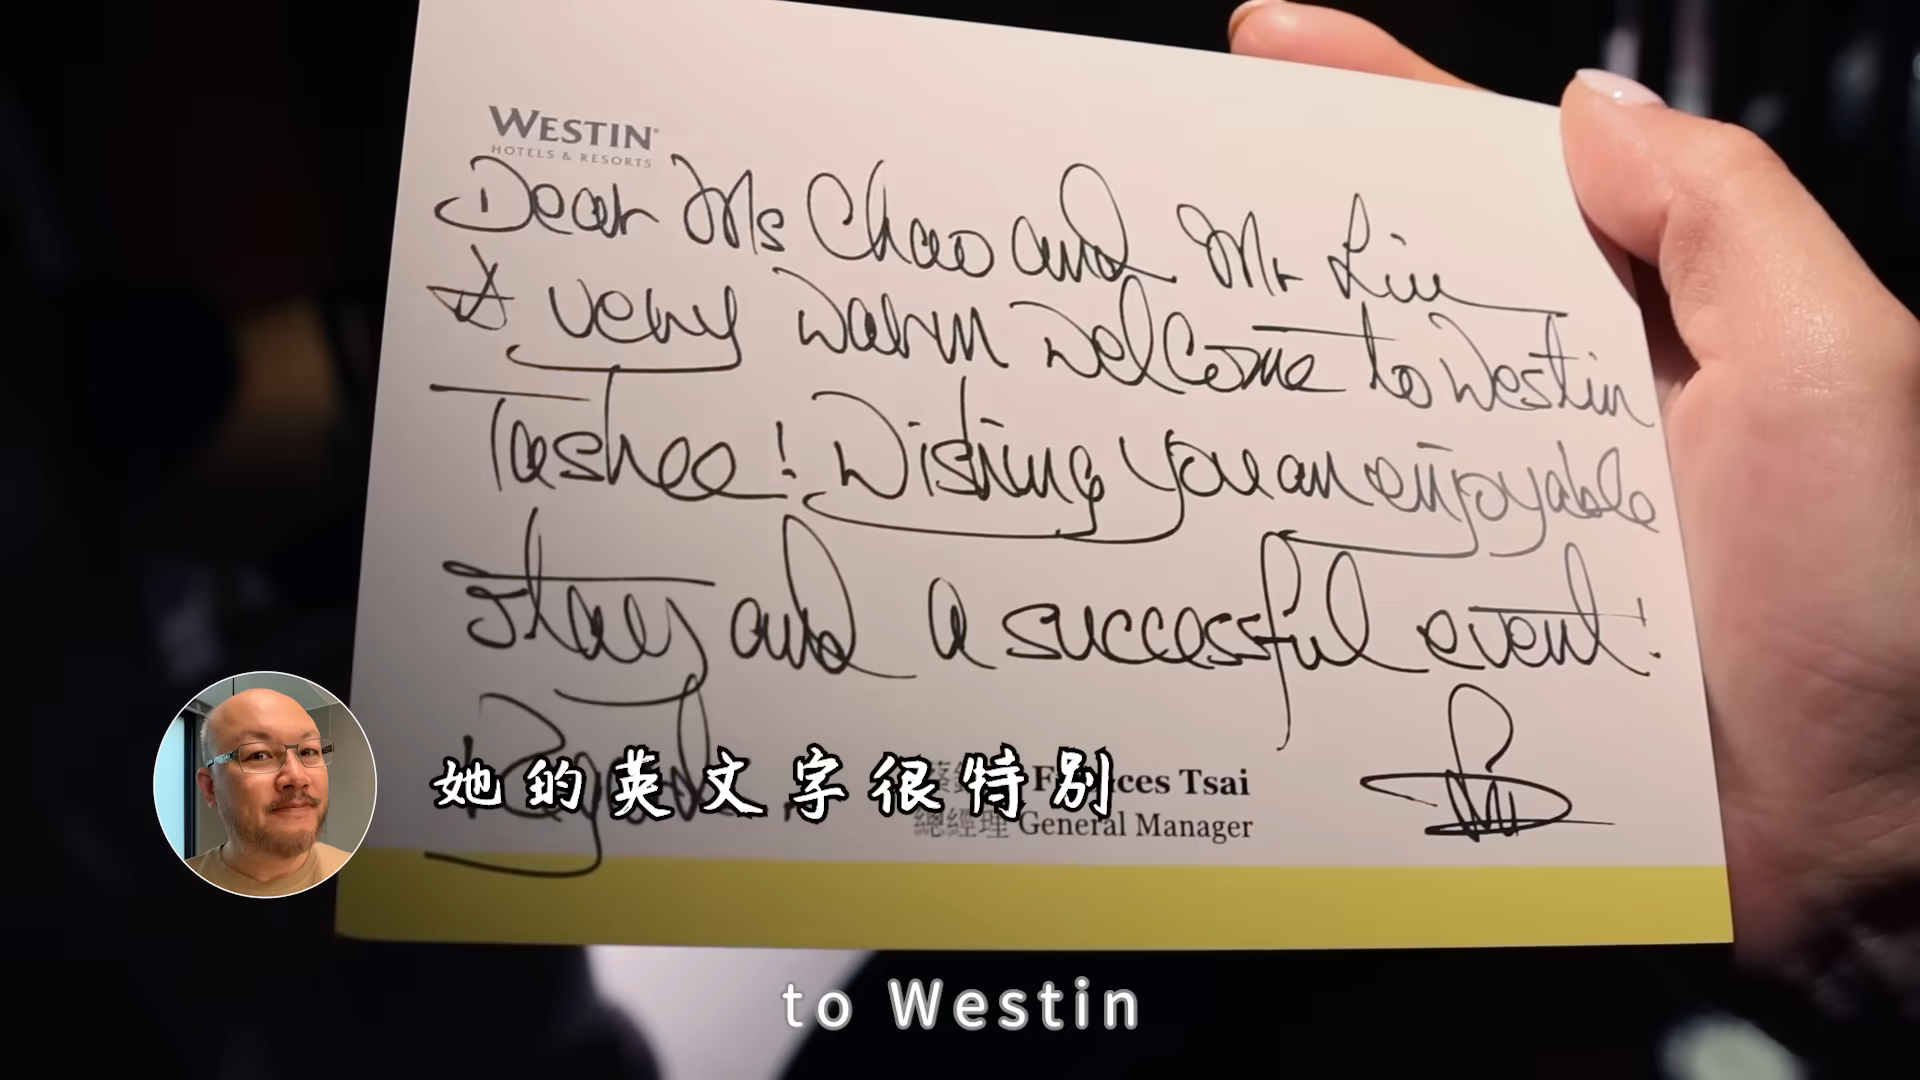 WESTIN
HOTELS & RESORTS
Dear Ms Chao and Mr Liu
A very warm welcome to Westin
Tashee! Wishing you an enjoyable
stay and a successful event!
她的英文字很特別
Tsai
總經理 General Manager
to Westin